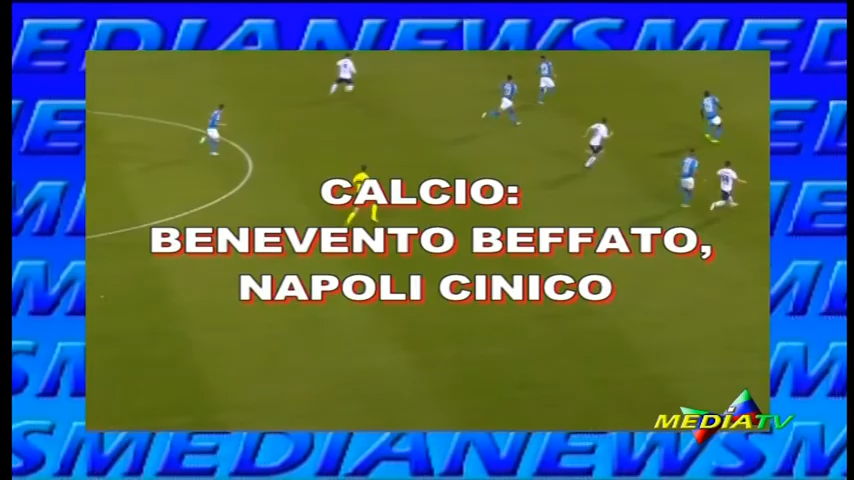 MEDIANEWSMED
CALCIO:
BENEVENTO BEFFATO,
NAPOLI CINICO
MEDIATV
SMEDIANEWSM